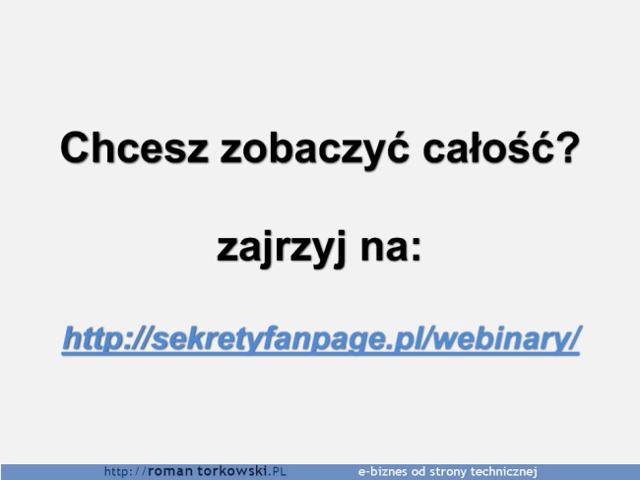 Chcesz zobaczyć całość?
zajrzyj na:
http://sekretyfanpage.pl/webinary/
http://roman torkowski.PL e-biznes od strony technicznej